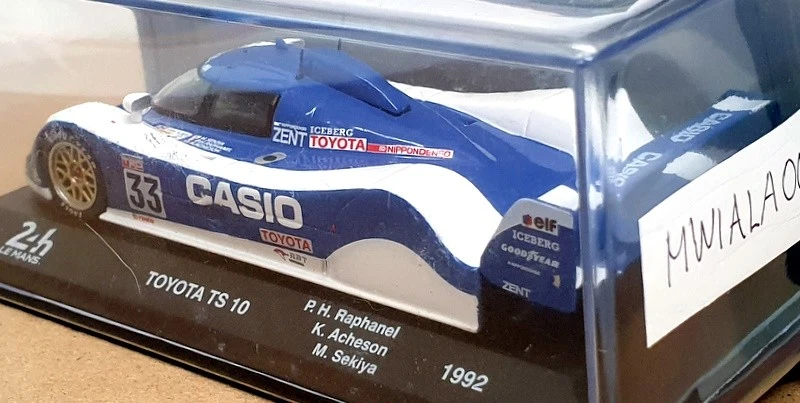 ZENT
ICEBERG
TOYOTA
NIPPONDENSO
33
CASIO
TOYOTA
elf
ICEBERG
GOODYEAR
ZENT
CASIO
CASIO
24h
LE MANS
TOYOTA TS 10
P. H. Raphanel
K. Acheson
M. Sekiya
1992